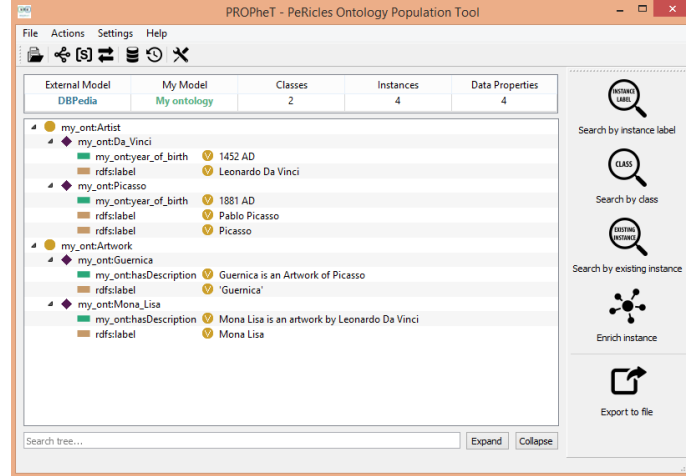 PROPheT - PeRicles Ontology Population Tool
File Actions Settings Help
[S]
External Model My Model Classes Instances Data Properties
DBPedia My ontology 2 4 4
my_ont:Artist
my_ont:Da_Vinci
my_ont:year_of_birth V 1452 AD
rdfs:label V Leonardo Da Vinci
my_ont:Picasso
my_ont:year_of_birth V 1881 AD
rdfs:label V Pablo Picasso
rdfs:label V Picasso
my_ont:Artwork
my_ont:Guernica
my_ont:hasDescription V Guernica is an Artwork of Picasso
rdfs:label V 'Guernica'
my_ont:Mona_Lisa
my_ont:hasDescription V Mona Lisa is an artwork by Leonardo Da Vinci
rdfs:label V Mona Lisa
Search tree... Expand Collapse
INSTANCE
LABEL
Search by instance label
CLASS
Search by class
EXISTING
INSTANCE
Search by existing instance
Enrich instance
Export to file